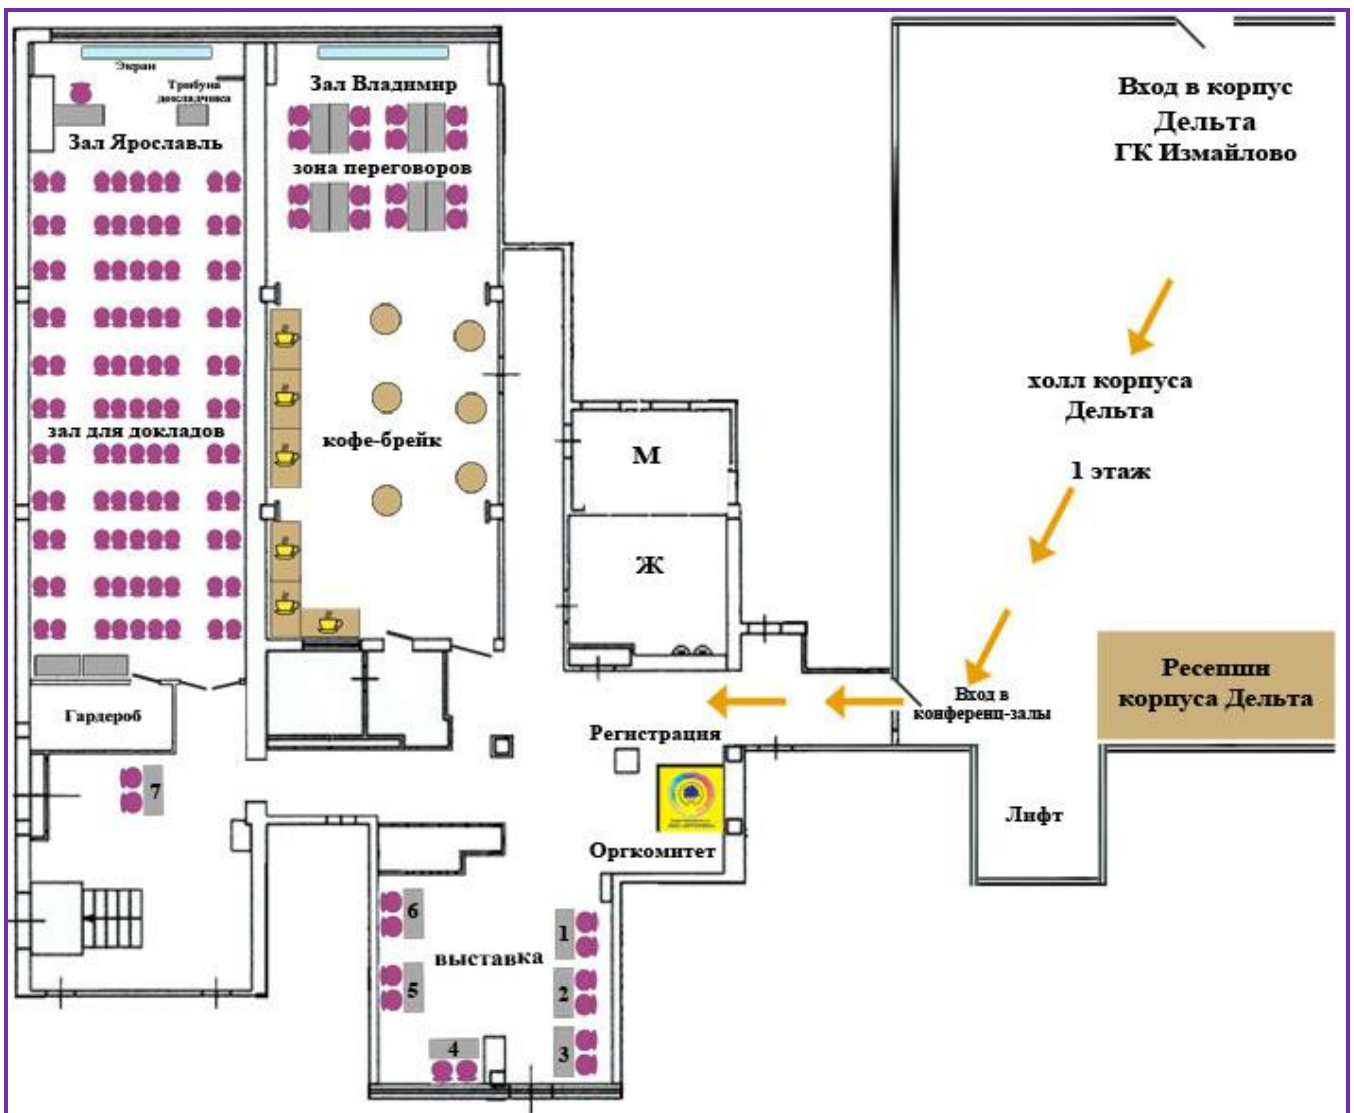 Экран
Трибуна
докладчика
Зал Ярославль
зал для докладов
Гардероб
7
Зал Владимир
зона переговоров
кофе-брейк
М
Ж
Вход в корпус
Дельта
ГК Измайлово
холл корпуса
Дельта
1 этаж
Ресепшн
корпуса Дельта
Вход в
конференц-залы
Лифт
Регистрация
Оргкомитет
выставка
6
5
4
1
2
3